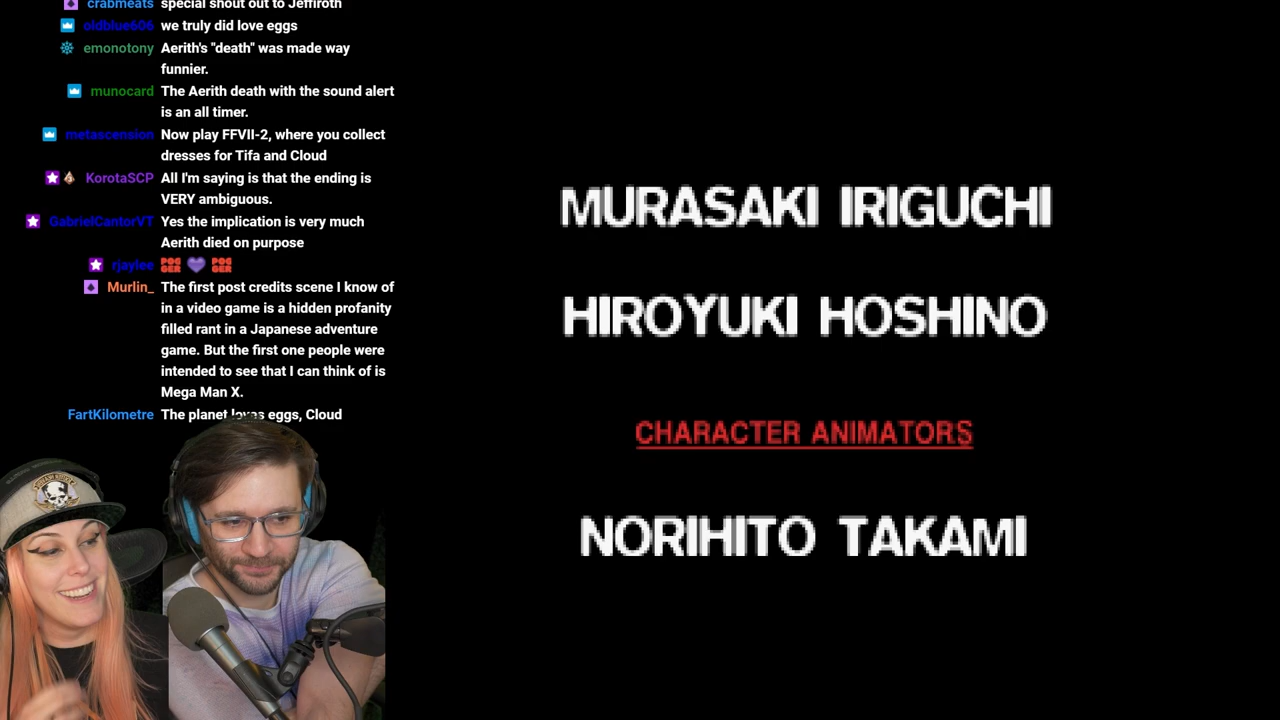 crabmeats special shout out to Jeffiroth
oldblue606 we truly did love eggs
emonotony Aerith's "death" was made way
funnier.
munocard The Aerith death with the sound alert
is an all timer.
metascension Now play FFVII-2, where you collect
dresses for Tifa and Cloud
KorotaSCP All I'm saying is that the ending is
VERY ambiguous.
GabrielCantorVT Yes the implication is very much
Aerith died on purpose
rjaylee POG GER POG GER
Murlin_ The first post credits scene I know of
in a video game is a hidden profanity
filled rant in a Japanese adventure
game. But the first one people were
intended to see that I can think of is
Mega Man X.
FartKilometre The planet loves eggs, Cloud
MURASAKI IRIGUCHI
HIROYUKI HOSHINO
CHARACTER ANIMATORS
NORIHITO TAKAMI